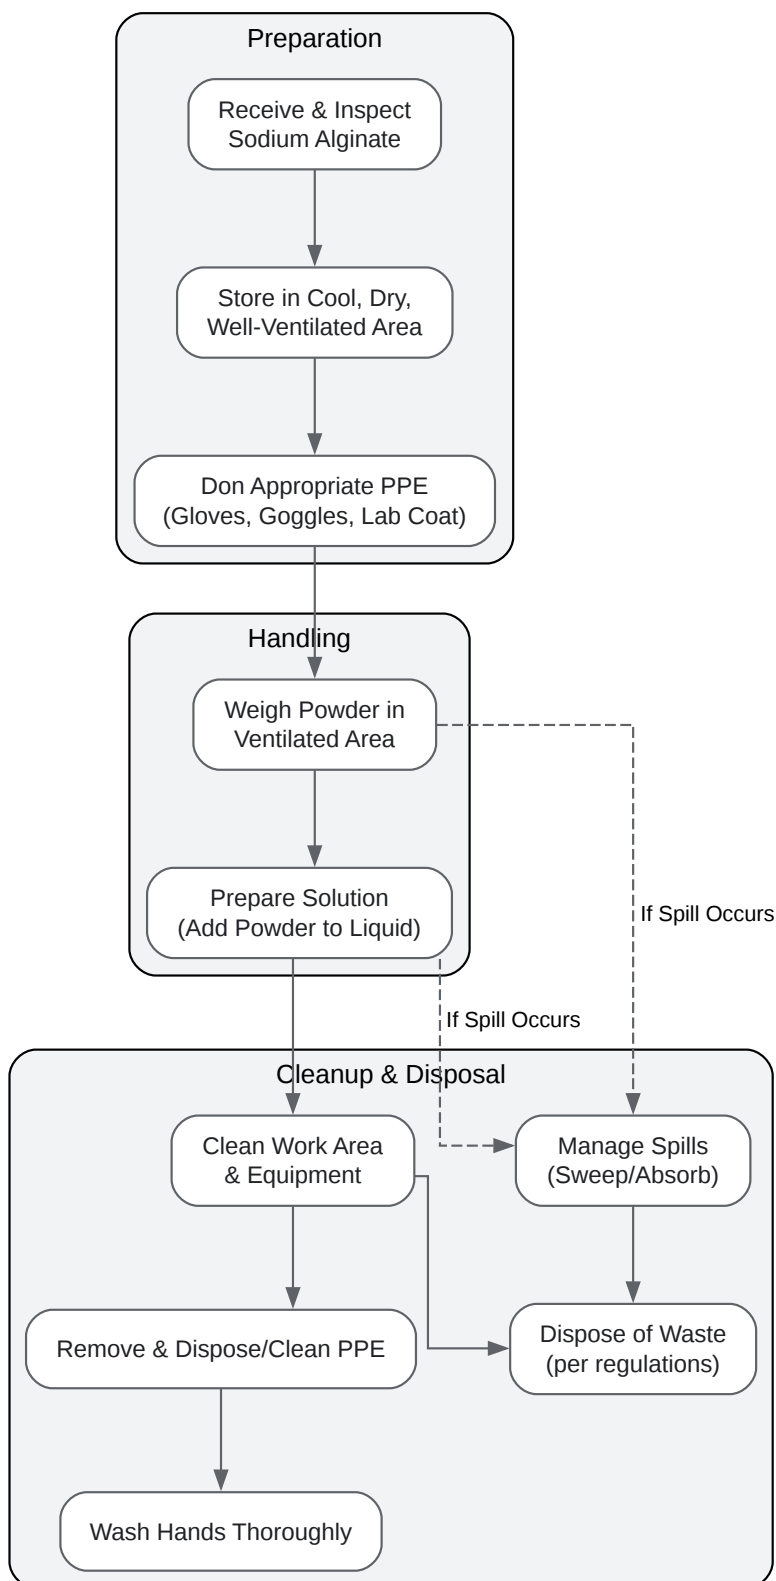 Preparation
Receive & Inspect
Sodium Alginate
Store in Cool, Dry,
Well-Ventilated Area
Don Appropriate PPE
(Gloves, Goggles, Lab Coat)
Handling
Weigh Powder in
Ventilated Area
Prepare Solution
(Add Powder to Liquid)
If Spill Occurs
If Spill Occurs
Cleanup & Disposal
Clean Work Area
& Equipment
Manage Spills
(Sweep/Absorb)
Remove & Dispose/Clean PPE
Dispose of Waste
(per regulations)
Wash Hands Thoroughly